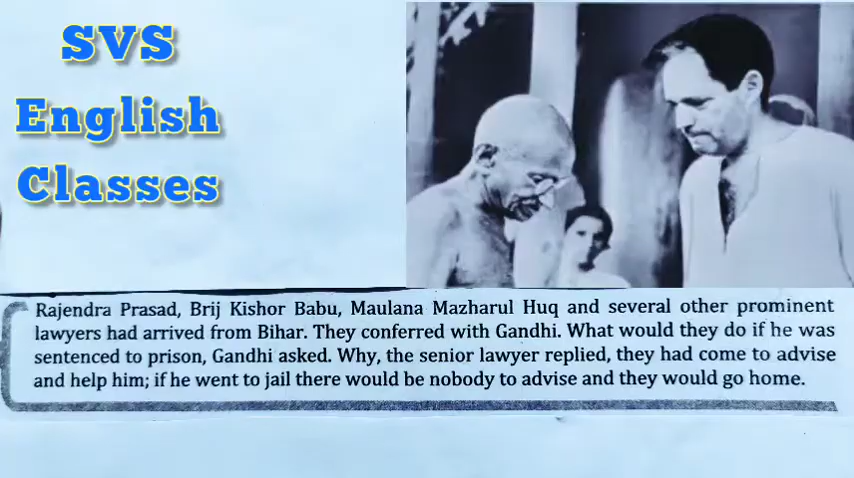 SVS
English
Classes
Rajendra Prasad, Brij Kishor Babu, Maulana Mazharul Huq and several other prominent
lawyers had arrived from Bihar. They conferred with Gandhi. What would they do if he was
sentenced to prison, Gandhi asked. Why, the senior lawyer replied, they had come to advise
and help him; if he went to jail there would be nobody to advise and they would go home.